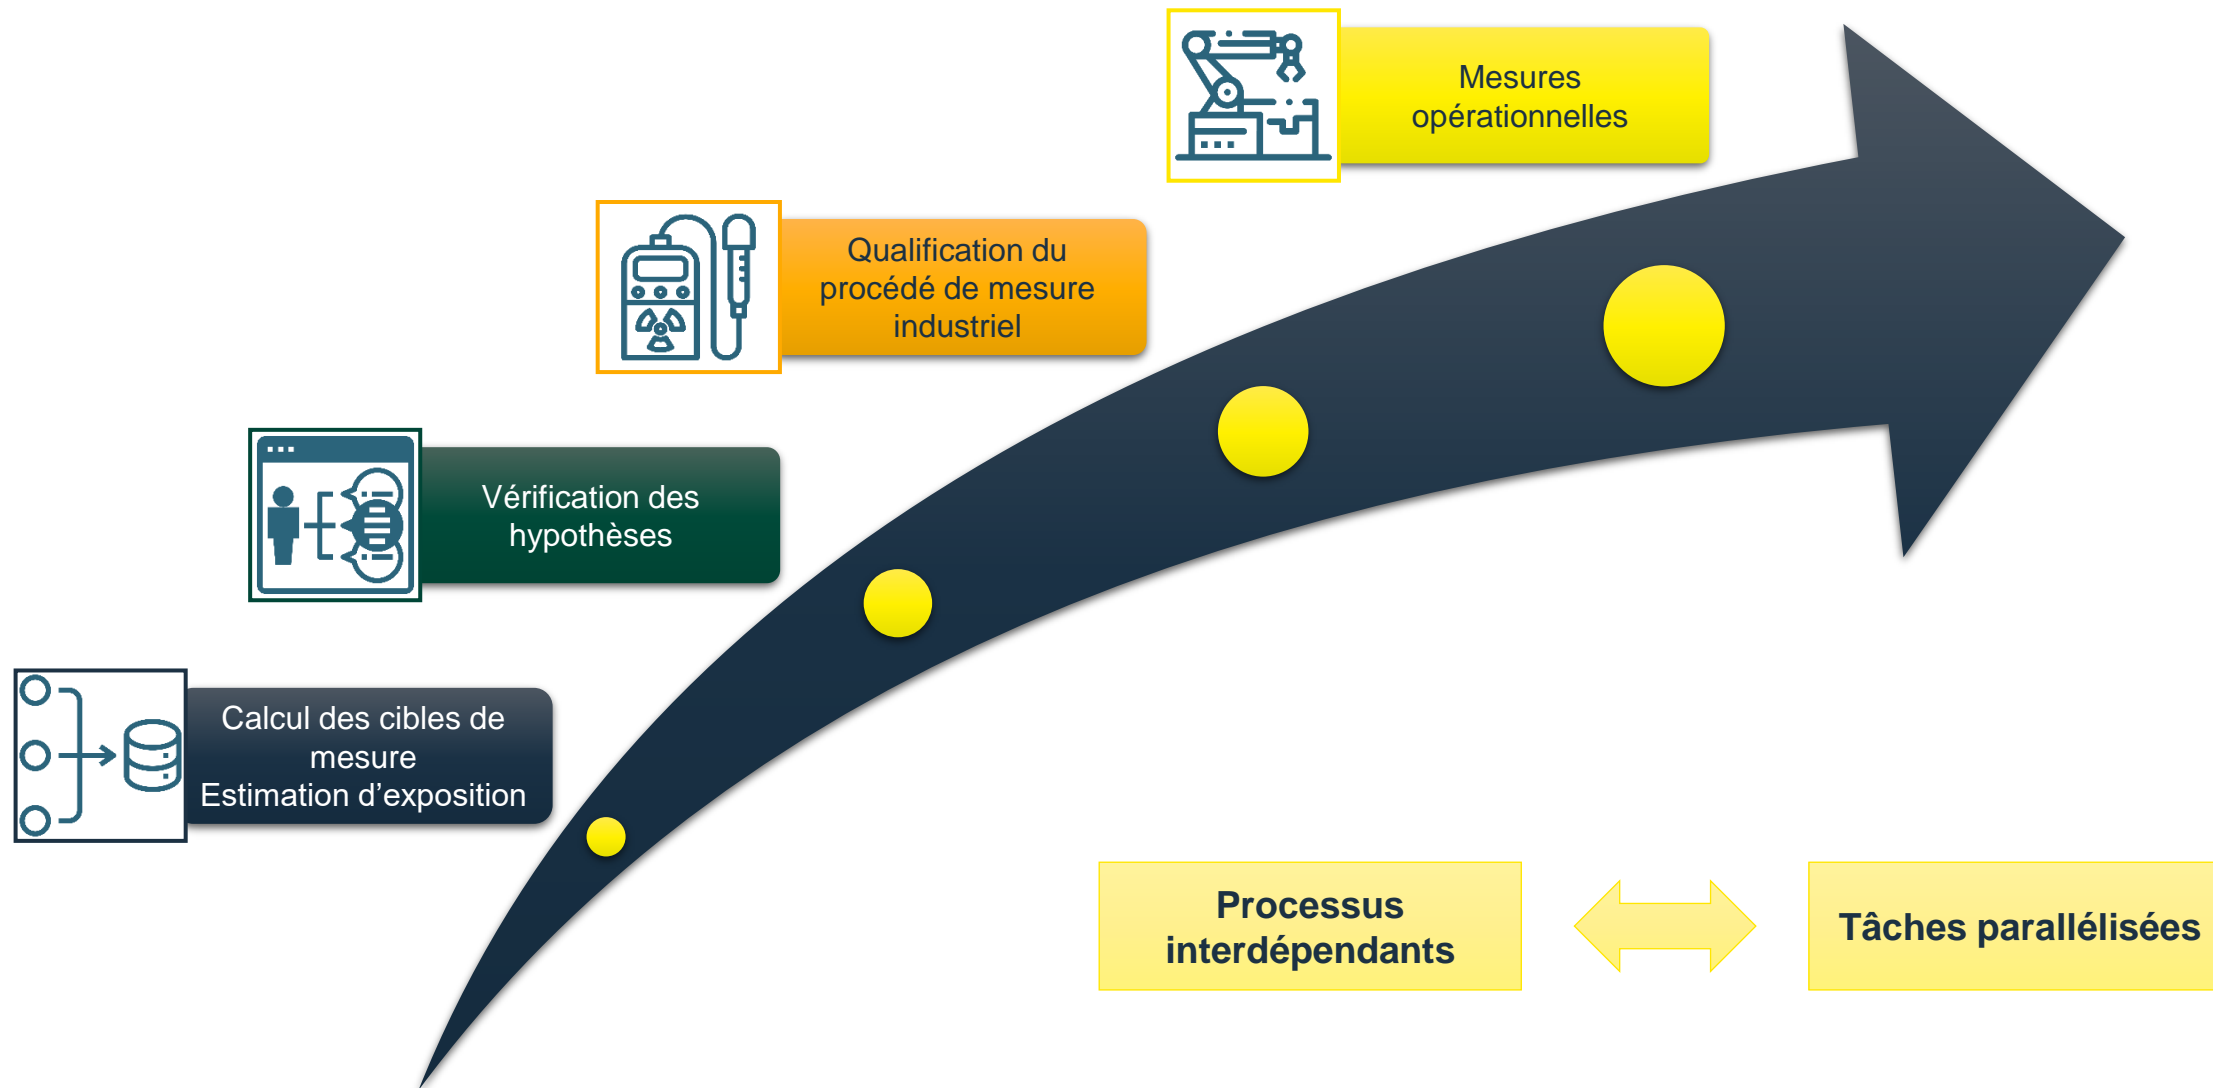 Mesures
opérationnelles
Qualification du
procédé de mesure
industriel
Vérification des
hypothèses
Calcul des cibles de
mesure
Estimation d’exposition
Processus
interdépendants
Tâches parallélisées